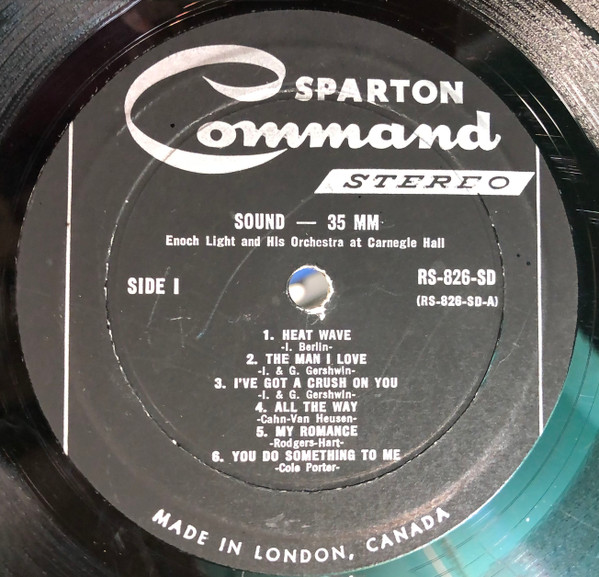 SPARTON
Command
STEREO
SOUND — 35 MM
Enoch Light and His Orchestra at Carnegie Hall
SIDE I
RS-826-SD
(RS-826-SD-A)
1. HEAT WAVE
-I. Berlin-
2. THE MAN I LOVE
-I. & G. Gershwin-
3. I'VE GOT A CRUSH ON YOU
-I. & G. Gershwin-
4. ALL THE WAY
-Cahn-Van Heusen-
5. MY ROMANCE
-Rodgers-Hart-
6. YOU DO SOMETHING TO ME
-Cole Porter-
MADE IN LONDON, CANADA